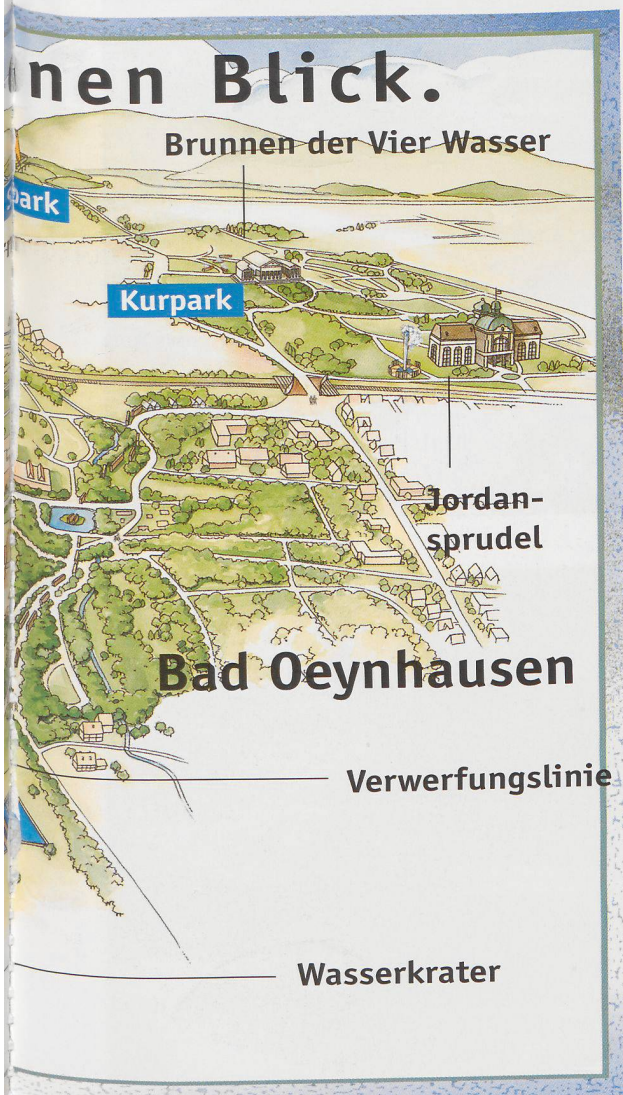 nen Blick.
Brunnen der Vier Wasser
park
Kurpark
Jordan-
sprudel
Bad Oeynhausen
Verwerfungslinie
Wasserkrater